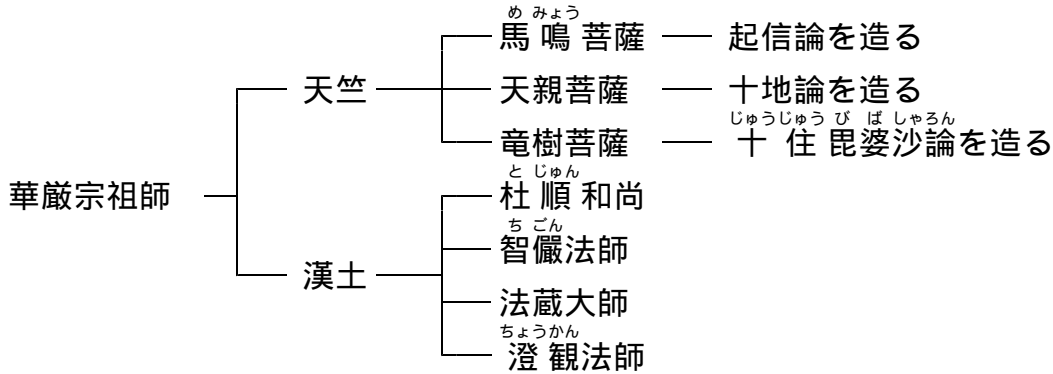 華厳宗祖師
天竺
めみょう
馬鳴菩薩 起信論を造る
天親菩薩 十地論を造る
じゅうじゅうびばしゃろん
竜樹菩薩 十住毘婆沙論を造る
漢土
とじゅん
杜順和尚
ちごん
智儼法師
法蔵大師
ちょうかん
澄観法師